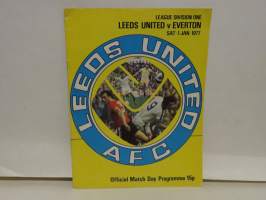 LEAGUE DIVISION ONE
LEEDS UNITED v EVERTON
SAT 1 JAN 1977
LEEDS UNITED
AFC
Official Match Day Programme 15p